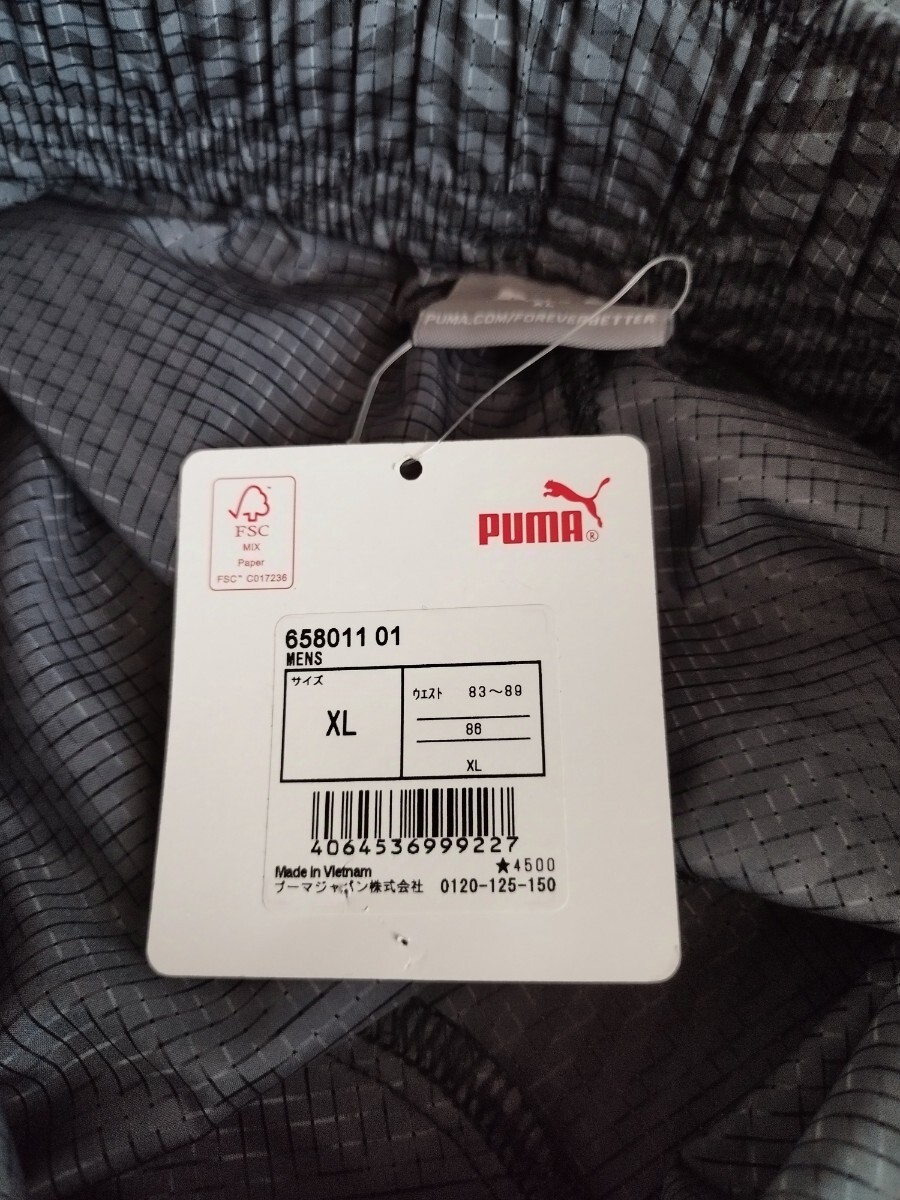 PUMA.COM/FOREVERBETTER
FSC
MIX
Paper
FSC™ C017236
PUMA®
658011 01
MENS
サイズ
XL
ウエスト 83～89
86
XL
4064536999227
★4500
Made in Vietnam
プーマジャパン株式会社 0120-125-150